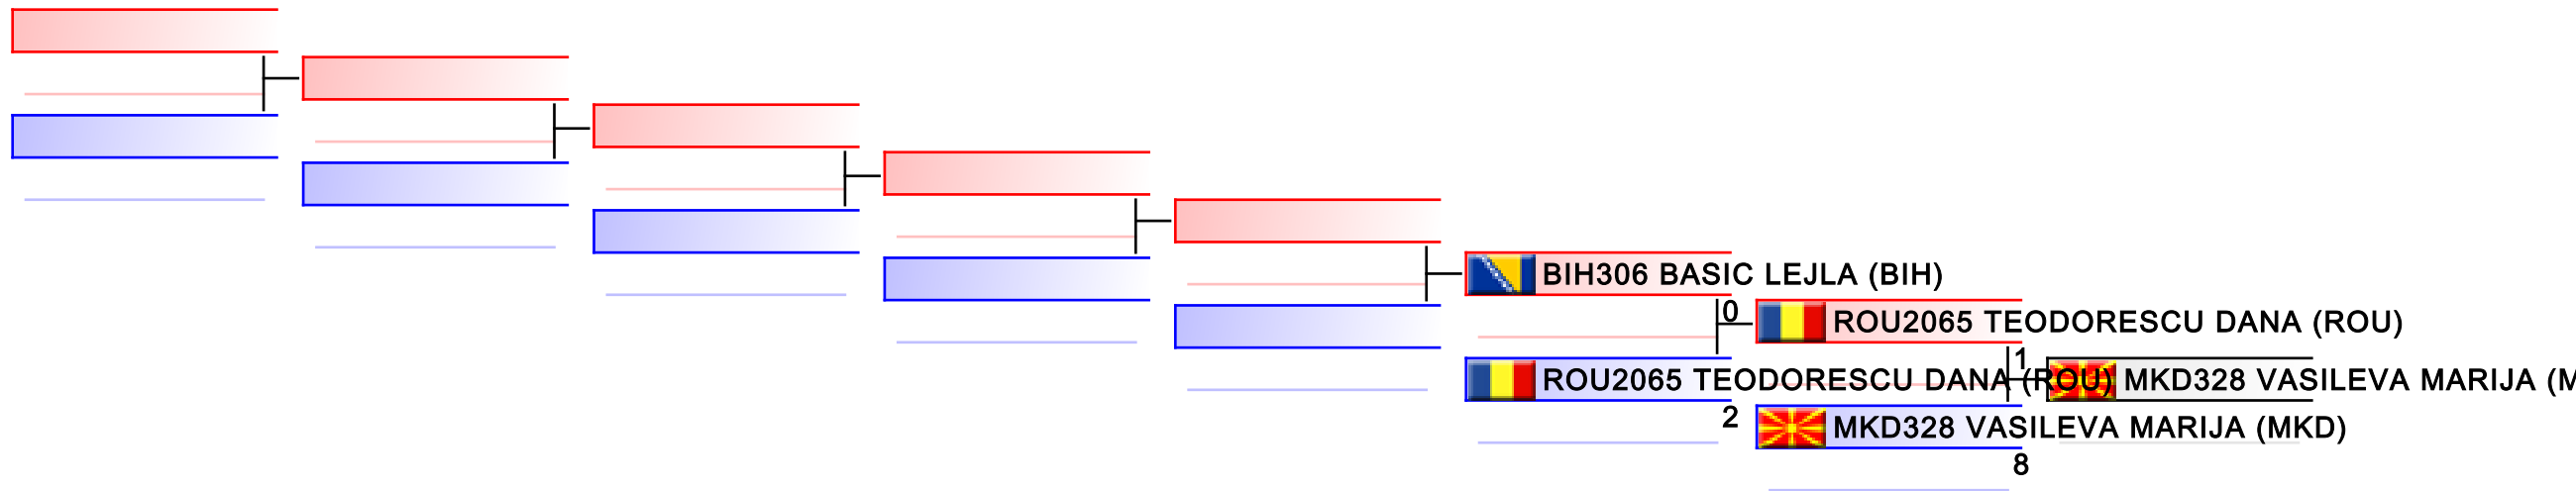 BIH306 BASIC LEJLA (BIH)
0
ROU2065 TEODORESCU DANA (ROU)
1
ROU2065 TEODORESCU DANA (ROU)
MKD328 VASILEVA MARIJA (M
2
MKD328 VASILEVA MARIJA (MKD)
8